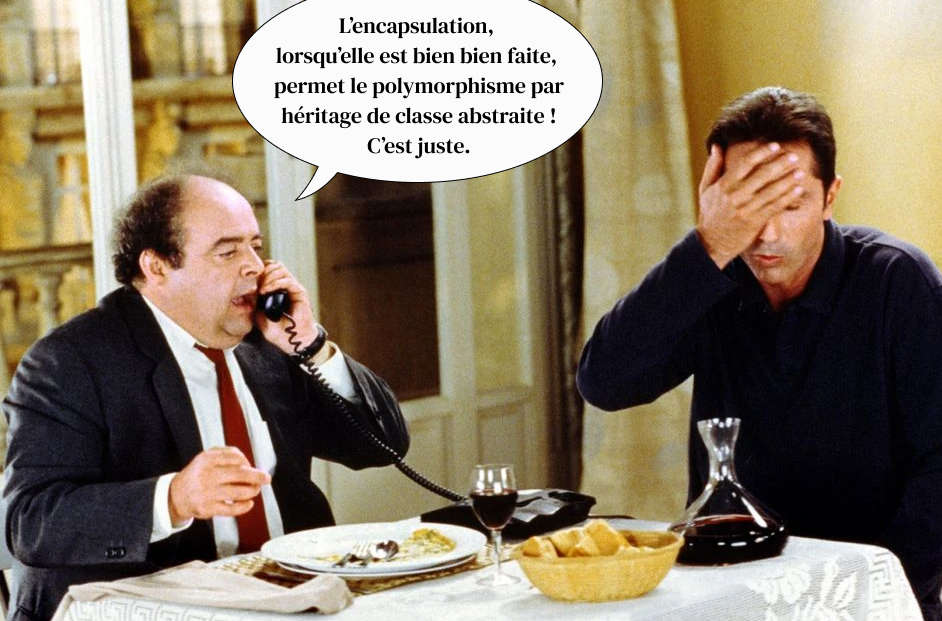 L'encapsulation,
lorsqu'elle est bien bien faite,
permet le polymorphisme par
héritage de classe abstraite !
C'est juste.